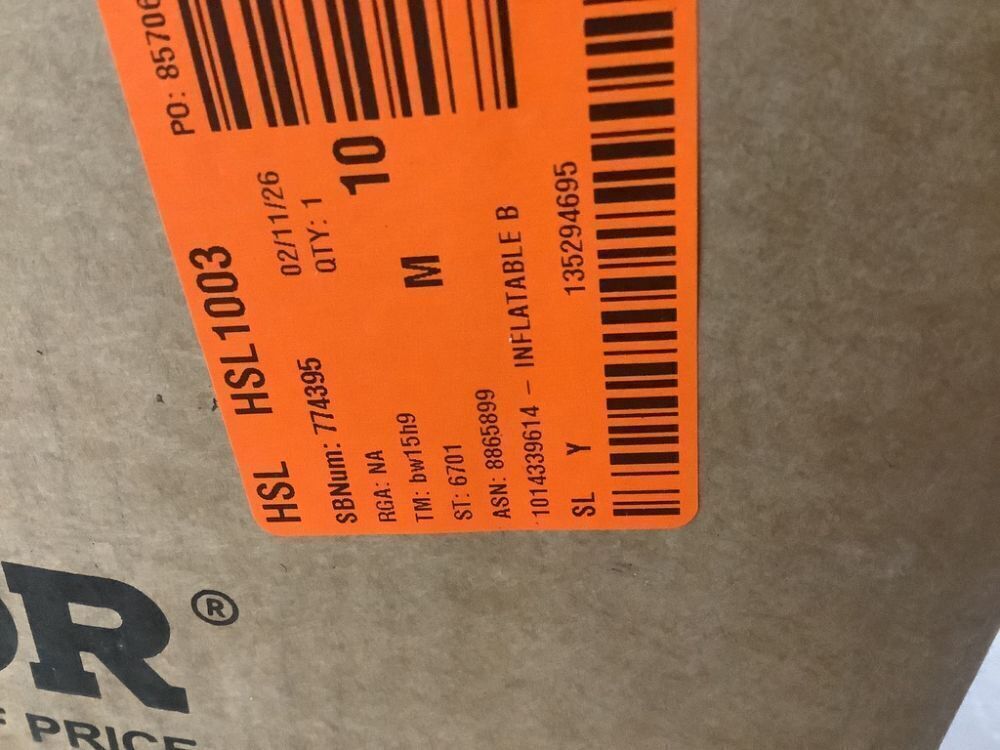 PO: 85706
HSL HSL1003
02/11/26
SBNum: 774395 QTY: 1
RGA: NA 10
TM: bw15h9 M
ST: 6701
ASN: 8865899
1014339614 – INFLATABLE B
SL Y 135294695
R ®
PRICE